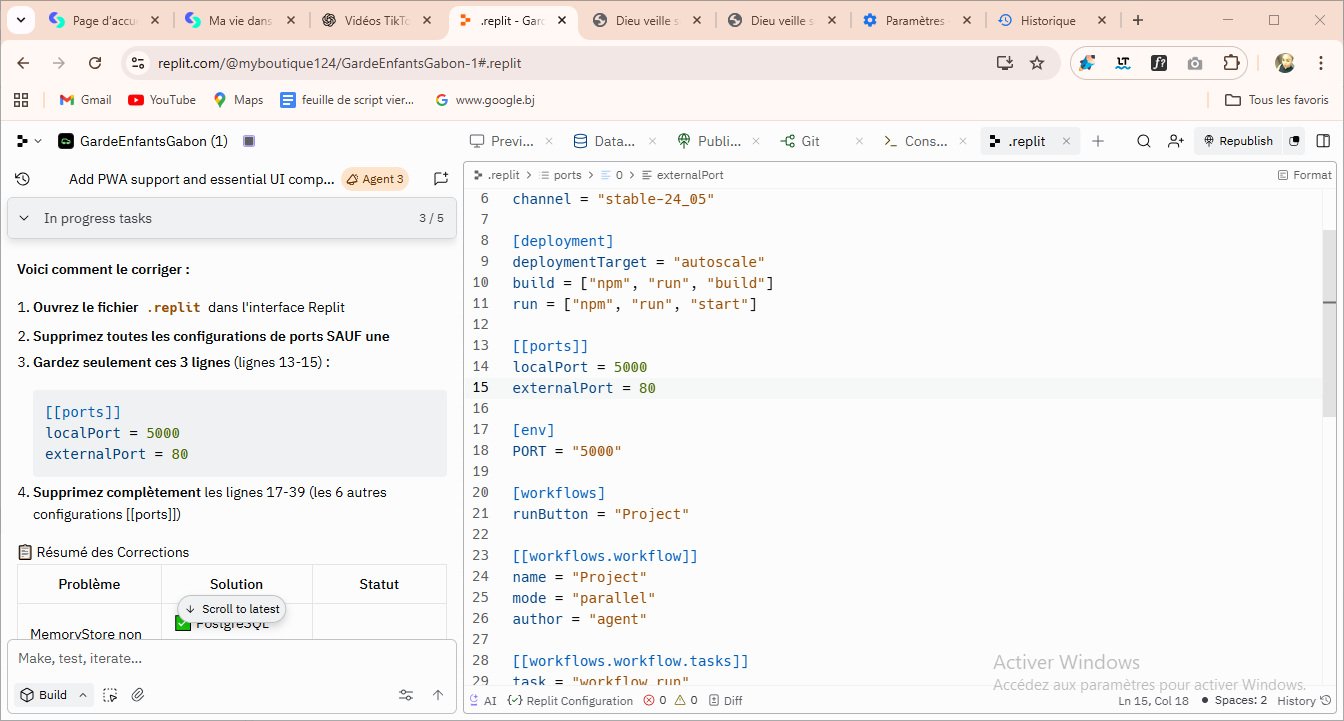 Page d'accu
Ma vie dans
Vidéos TikTo
.replit - Gard
Dieu veille s
Dieu veille s
Paramètres
Historique
replit.com/@myboutique124/GardeEnfantsGabon-1#.replit
Gmail
YouTube
Maps
feuille de script vier...
www.google.bj
Tous les favoris
GardeEnfantsGabon (1)
Previ...
Data...
Publi...
Git
Cons...
.replit
Republish
Add PWA support and essential UI comp...
Agent 3
In progress tasks
3 / 5
Voici comment le corriger :
1. Ouvrez le fichier .replit dans l'interface Replit
2. Supprimez toutes les configurations de ports SAUF une
3. Gardez seulement ces 3 lignes (lignes 13-15) :
[[ports]]
localPort = 5000
externalPort = 80
4. Supprimez complètement les lignes 17-39 (les 6 autres
configurations [[ports]])
📋 Résumé des Corrections
Problème
Solution
Statut
Scroll to latest
MemoryStore non
✅ PostgreSQL
Make, test, iterate...
Build
.replit > ports > 0 > externalPort
Format
6 channel = "stable-24_05"
7
8 [deployment]
9 deploymentTarget = "autoscale"
10 build = ["npm", "run", "build"]
11 run = ["npm", "run", "start"]
12
13 [[ports]]
14 localPort = 5000
15 externalPort = 80
16
17 [env]
18 PORT = "5000"
19
20 [workflows]
21 runButton = "Project"
22
23 [[workflows.workflow]]
24 name = "Project"
25 mode = "parallel"
26 author = "agent"
27
28 [[workflows.workflow.tasks]]
29 task = "workflow.run"
Activer Windows
Accédez aux paramètres pour activer Windows.
AI
Replit Configuration
0
0
Diff
Ln 15, Col 18
Spaces: 2
History